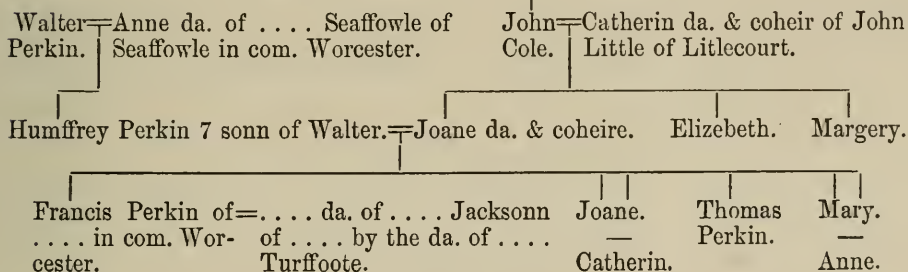 Walter=Anne da. of .... Seaffowle of
Perkin. Seaffowle in com. Worcester.
John=Catherin da. & coheir of John
Cole. Little of Litlecourt.
Humffrey Perkin 7 sonn of Walter.=Joane da. & coheire. Elizebeth. Margery.
Francis Perkin of=.... da. of .... Jacksonn
.... in com. Wor- of .... by the da. of ....
cester. Turffoote.
Joane.
—
Catherin.
Thomas
Perkin.
Mary.
—
Anne.